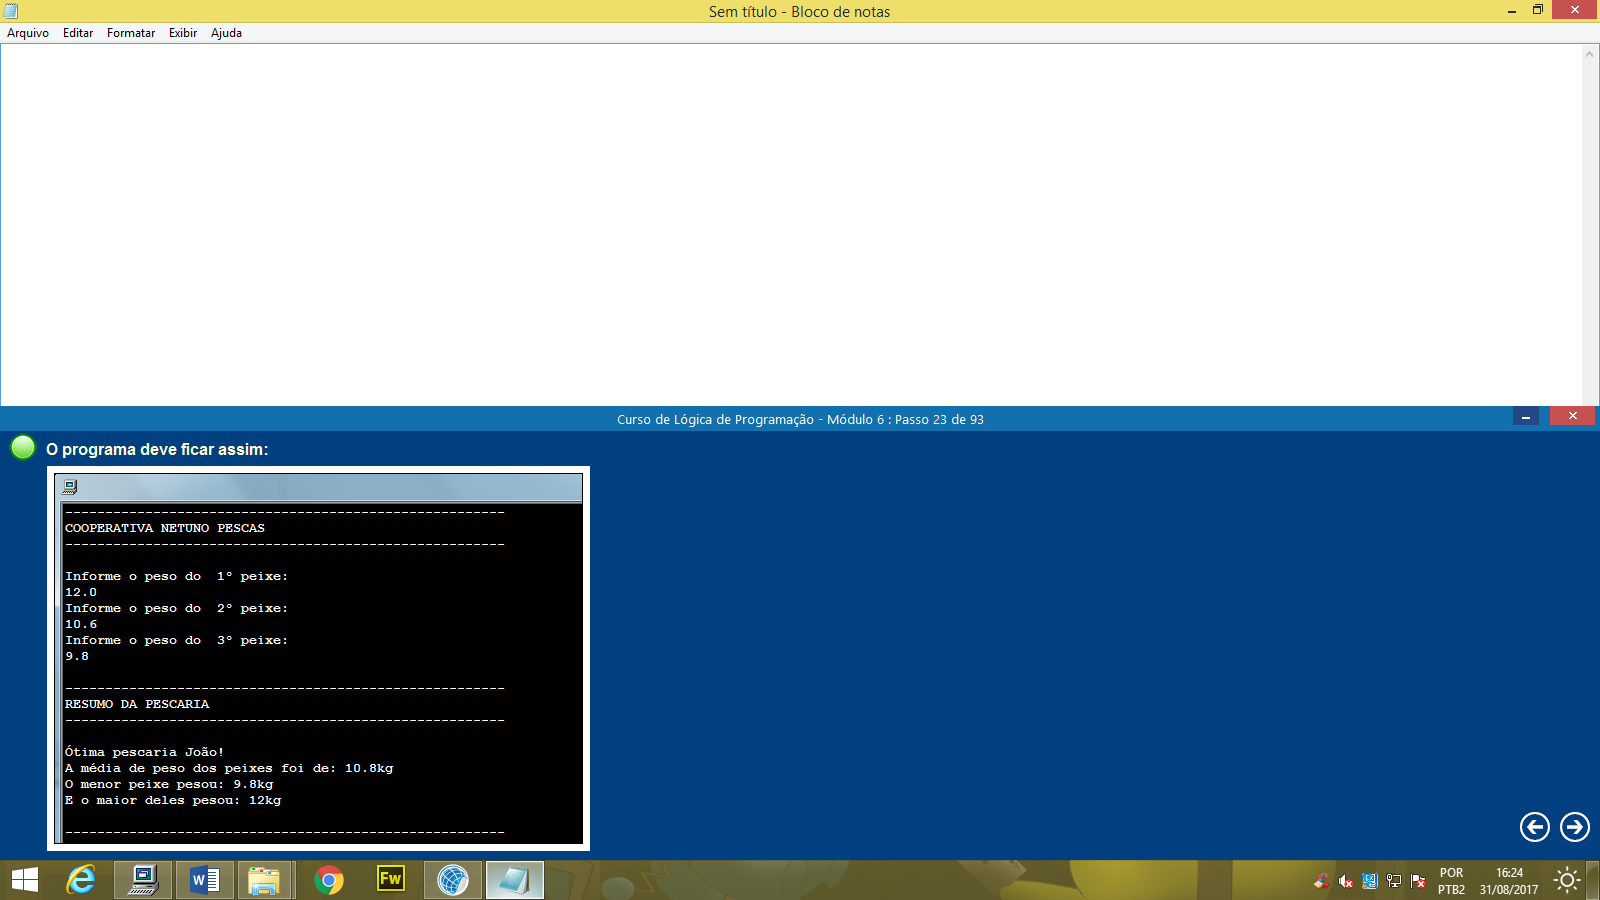 Sem título - Bloco de notas
Arquivo Editar Formatar Exibir Ajuda
Curso de Lógica de Programação - Módulo 6 : Passo 23 de 93
O programa deve ficar assim:
-------------------------------------------------------
COOPERATIVA NETUNO PESCAS
-------------------------------------------------------
Informe o peso do  1º peixe:
12.0
Informe o peso do  2º peixe:
10.6
Informe o peso do  3º peixe:
9.8
-------------------------------------------------------
RESUMO DA PESCARIA
-------------------------------------------------------
Ótima pescaria João!
A média de peso dos peixes foi de: 10.8kg
O menor peixe pesou: 9.8kg
E o maior deles pesou: 12kg
-------------------------------------------------------
W Fw POR 16:24
PTB2 31/08/2017